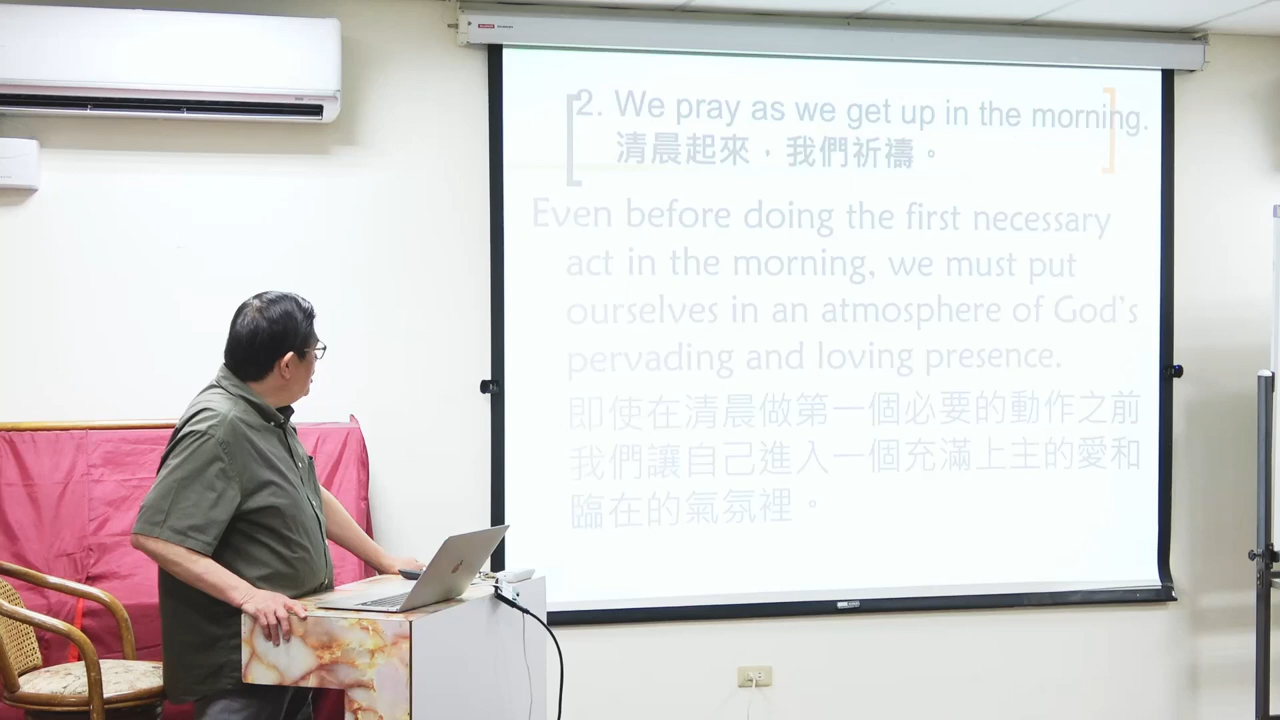 2. We pray as we get up in the morning.
清晨起來，我們祈禱。
Even before doing the first necessary
act in the morning, we must put
ourselves in an atmosphere of God's
pervading and loving presence.
即使在清晨做第一個必要的動作之前
我們讓自己進入一個充滿上主的愛和
臨在的氣氛裡。